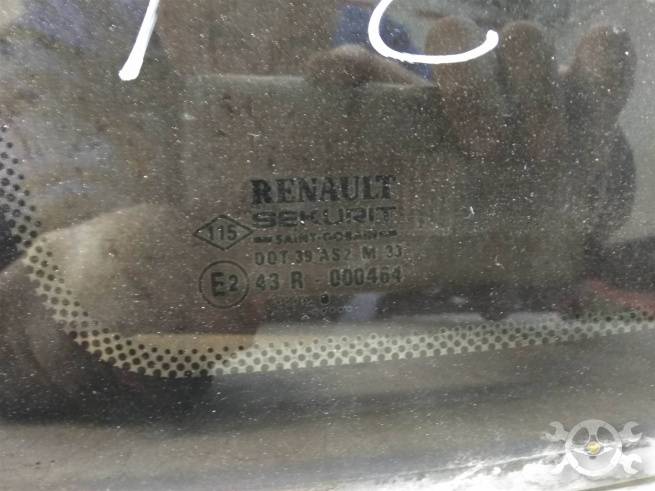 RENAULT
SEKURIT
115
SAINT-GOBAIN
DOT 39 AS2 M 33
E2 43 R - 000464